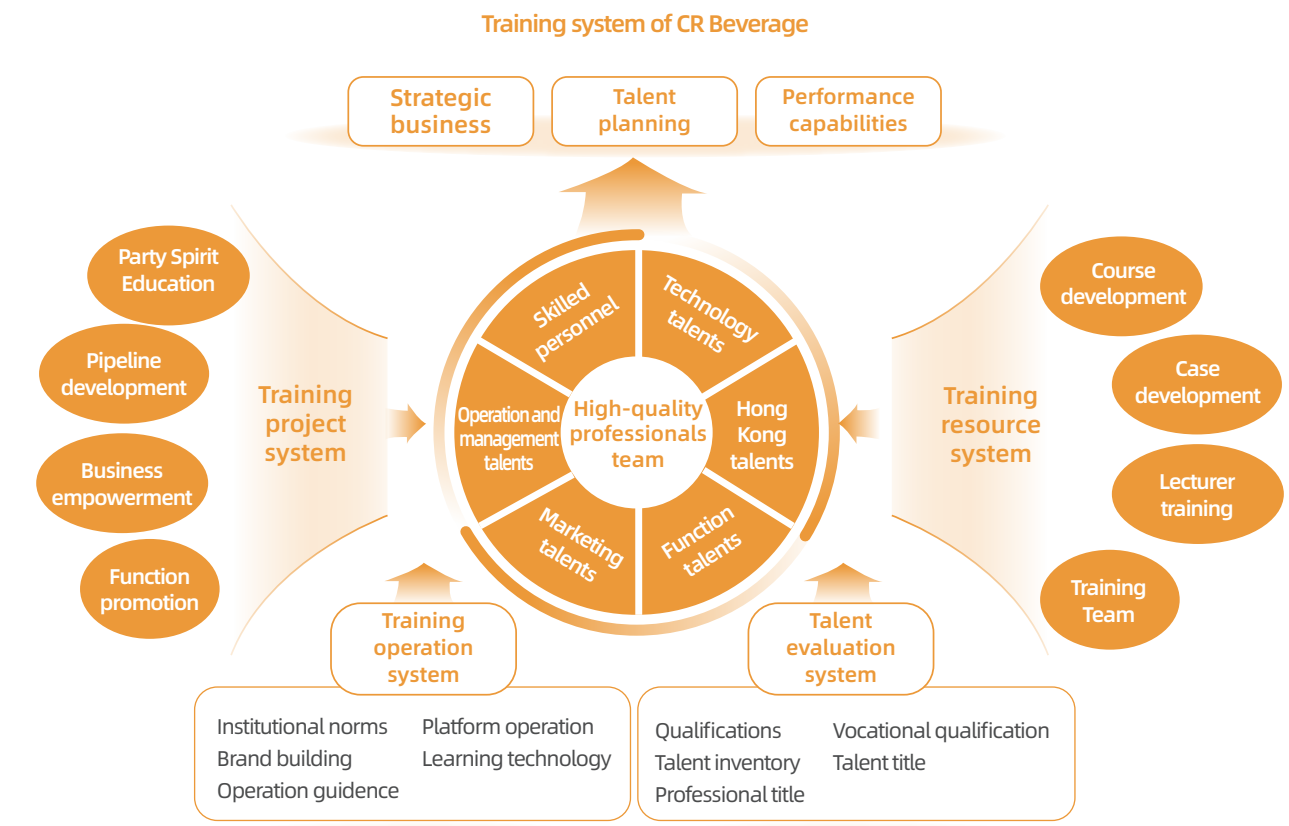 Training system of CR Beverage
Strategic
business
Talent
planning
Performance
capabilities
Party Spirit
Education
Pipeline
development
Business
empowerment
Function
promotion
Training
project
system
Skilled
personnel
Technology
talents
Operation and
management
talents
High-quality
professionals
team
Hong
Kong
talents
Marketing
talents
Function
talents
Training
resource
system
Course
development
Case
development
Lecturer
training
Training
Team
Training
operation
system
Institutional norms
Brand building
Operation guidence
Platform operation
Learning technology
Talent
evaluation
system
Qualifications
Talent inventory
Professional title
Vocational qualification
Talent title